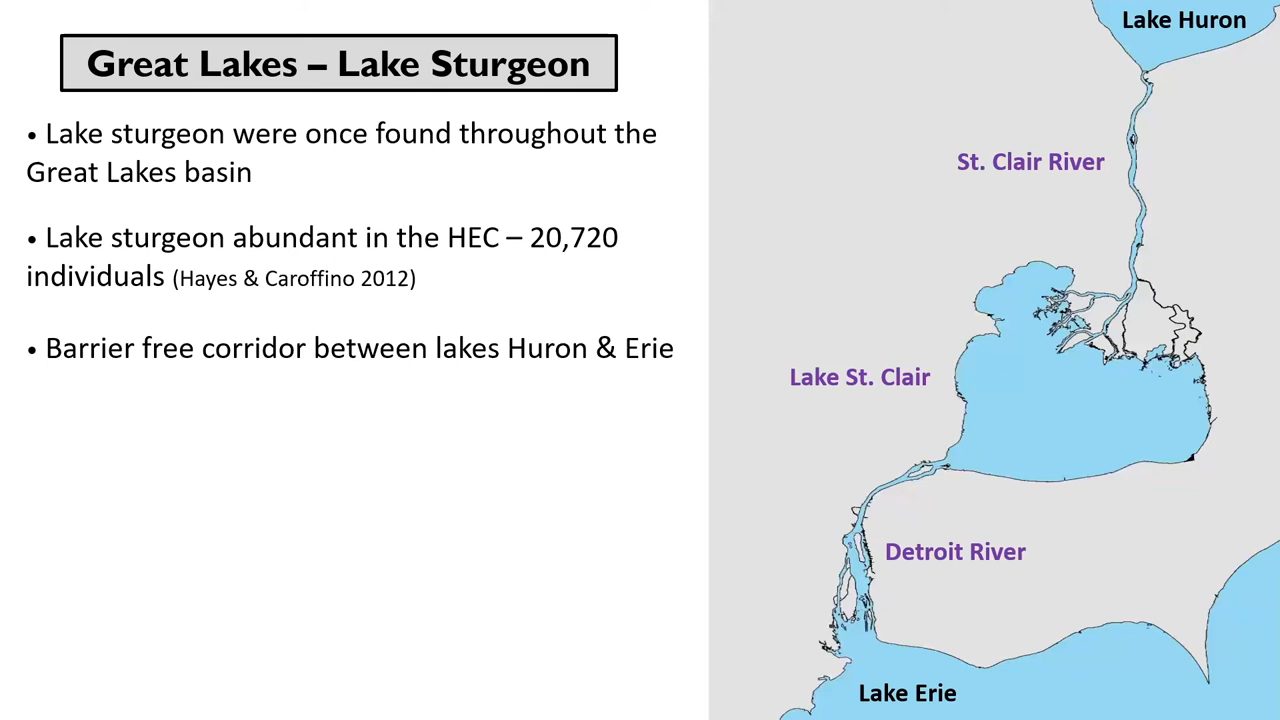 Great Lakes – Lake Sturgeon
• Lake sturgeon were once found throughout the
Great Lakes basin
• Lake sturgeon abundant in the HEC – 20,720
individuals (Hayes & Caroffino 2012)
• Barrier free corridor between lakes Huron & Erie
Lake Huron
St. Clair River
Lake St. Clair
Detroit River
Lake Erie